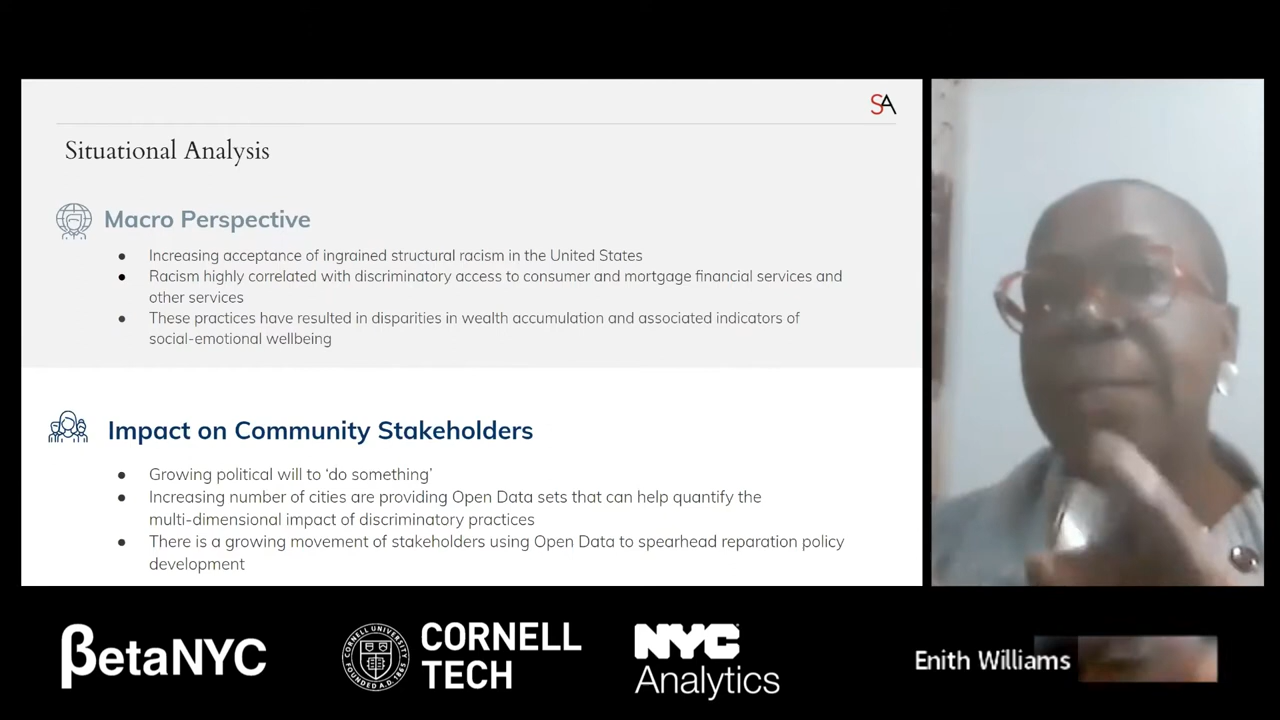 SA
Situational Analysis
Macro Perspective
● Increasing acceptance of ingrained structural racism in the United States
● Racism highly correlated with discriminatory access to consumer and mortgage financial services and
other services
● These practices have resulted in disparities in wealth accumulation and associated indicators of
social-emotional wellbeing
Impact on Community Stakeholders
● Growing political will to ‘do something’
● Increasing number of cities are providing Open Data sets that can help quantify the
multi-dimensional impact of discriminatory practices
● There is a growing movement of stakeholders using Open Data to spearhead reparation policy
development
βetaNYC
CORNELL
TECH
NYC
Analytics
Enith Williams